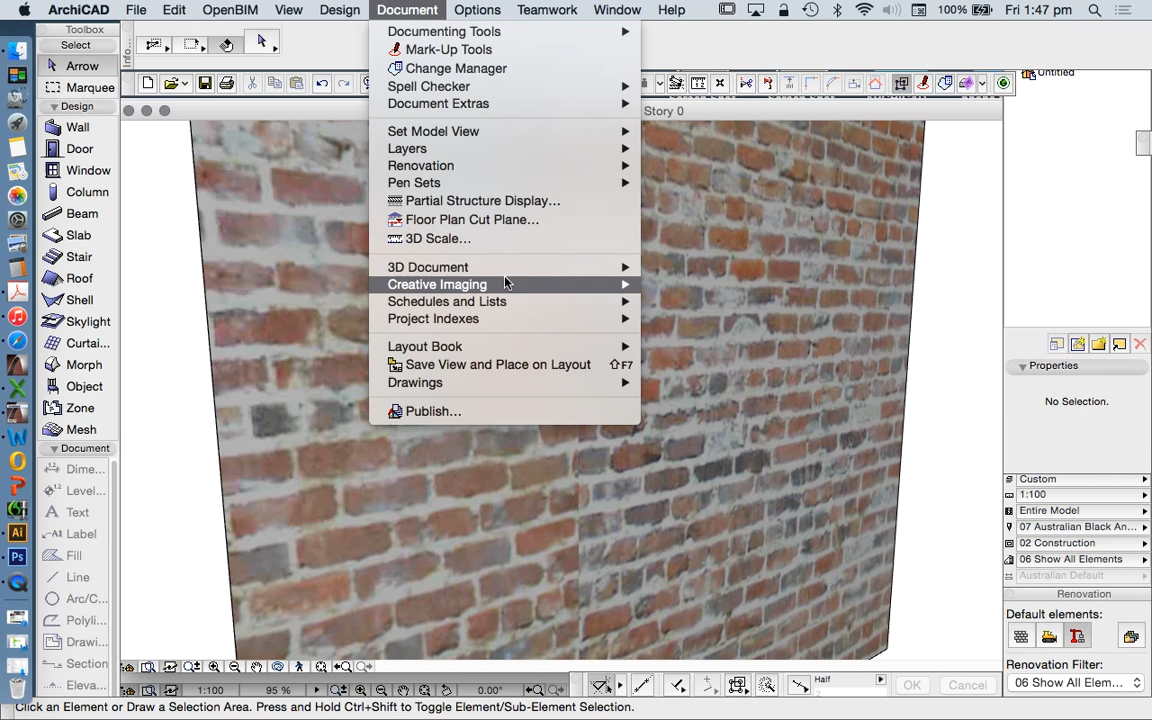 ArchiCAD File Edit OpenBIM View Design Document Options Teamwork Window Help 100% Fri 1:47 pm
Toolbox
Select
Arrow
Marquee
Design
Wall
Door
Window
Column
Beam
Slab
Stair
Roof
Shell
Skylight
Curtai...
Morph
Object
Zone
Mesh
Document
Dime...
Level...
Text
Label
Fill
Line
Arc/C...
Polyli...
Drawi...
Section
Eleva...
Info...
Story 0
Documenting Tools
Mark-Up Tools
Change Manager
Spell Checker
Document Extras
Set Model View
Layers
Renovation
Pen Sets
Partial Structure Display...
Floor Plan Cut Plane...
3D Scale...
3D Document
Creative Imaging
Schedules and Lists
Project Indexes
Layout Book
Save View and Place on Layout ⇧F7
Drawings
Publish...
Untitled
Properties
No Selection.
Custom
1:100
Entire Model
07 Australian Black An...
02 Construction
06 Show All Elements
Australian Default
Renovation
Default elements:
Renovation Filter:
06 Show All Elem...
1:100 95 % 0.00°
Half
2
OK Cancel
Click an Element or Draw a Selection Area. Press and Hold Ctrl+Shift to Toggle Element/Sub-Element Selection.